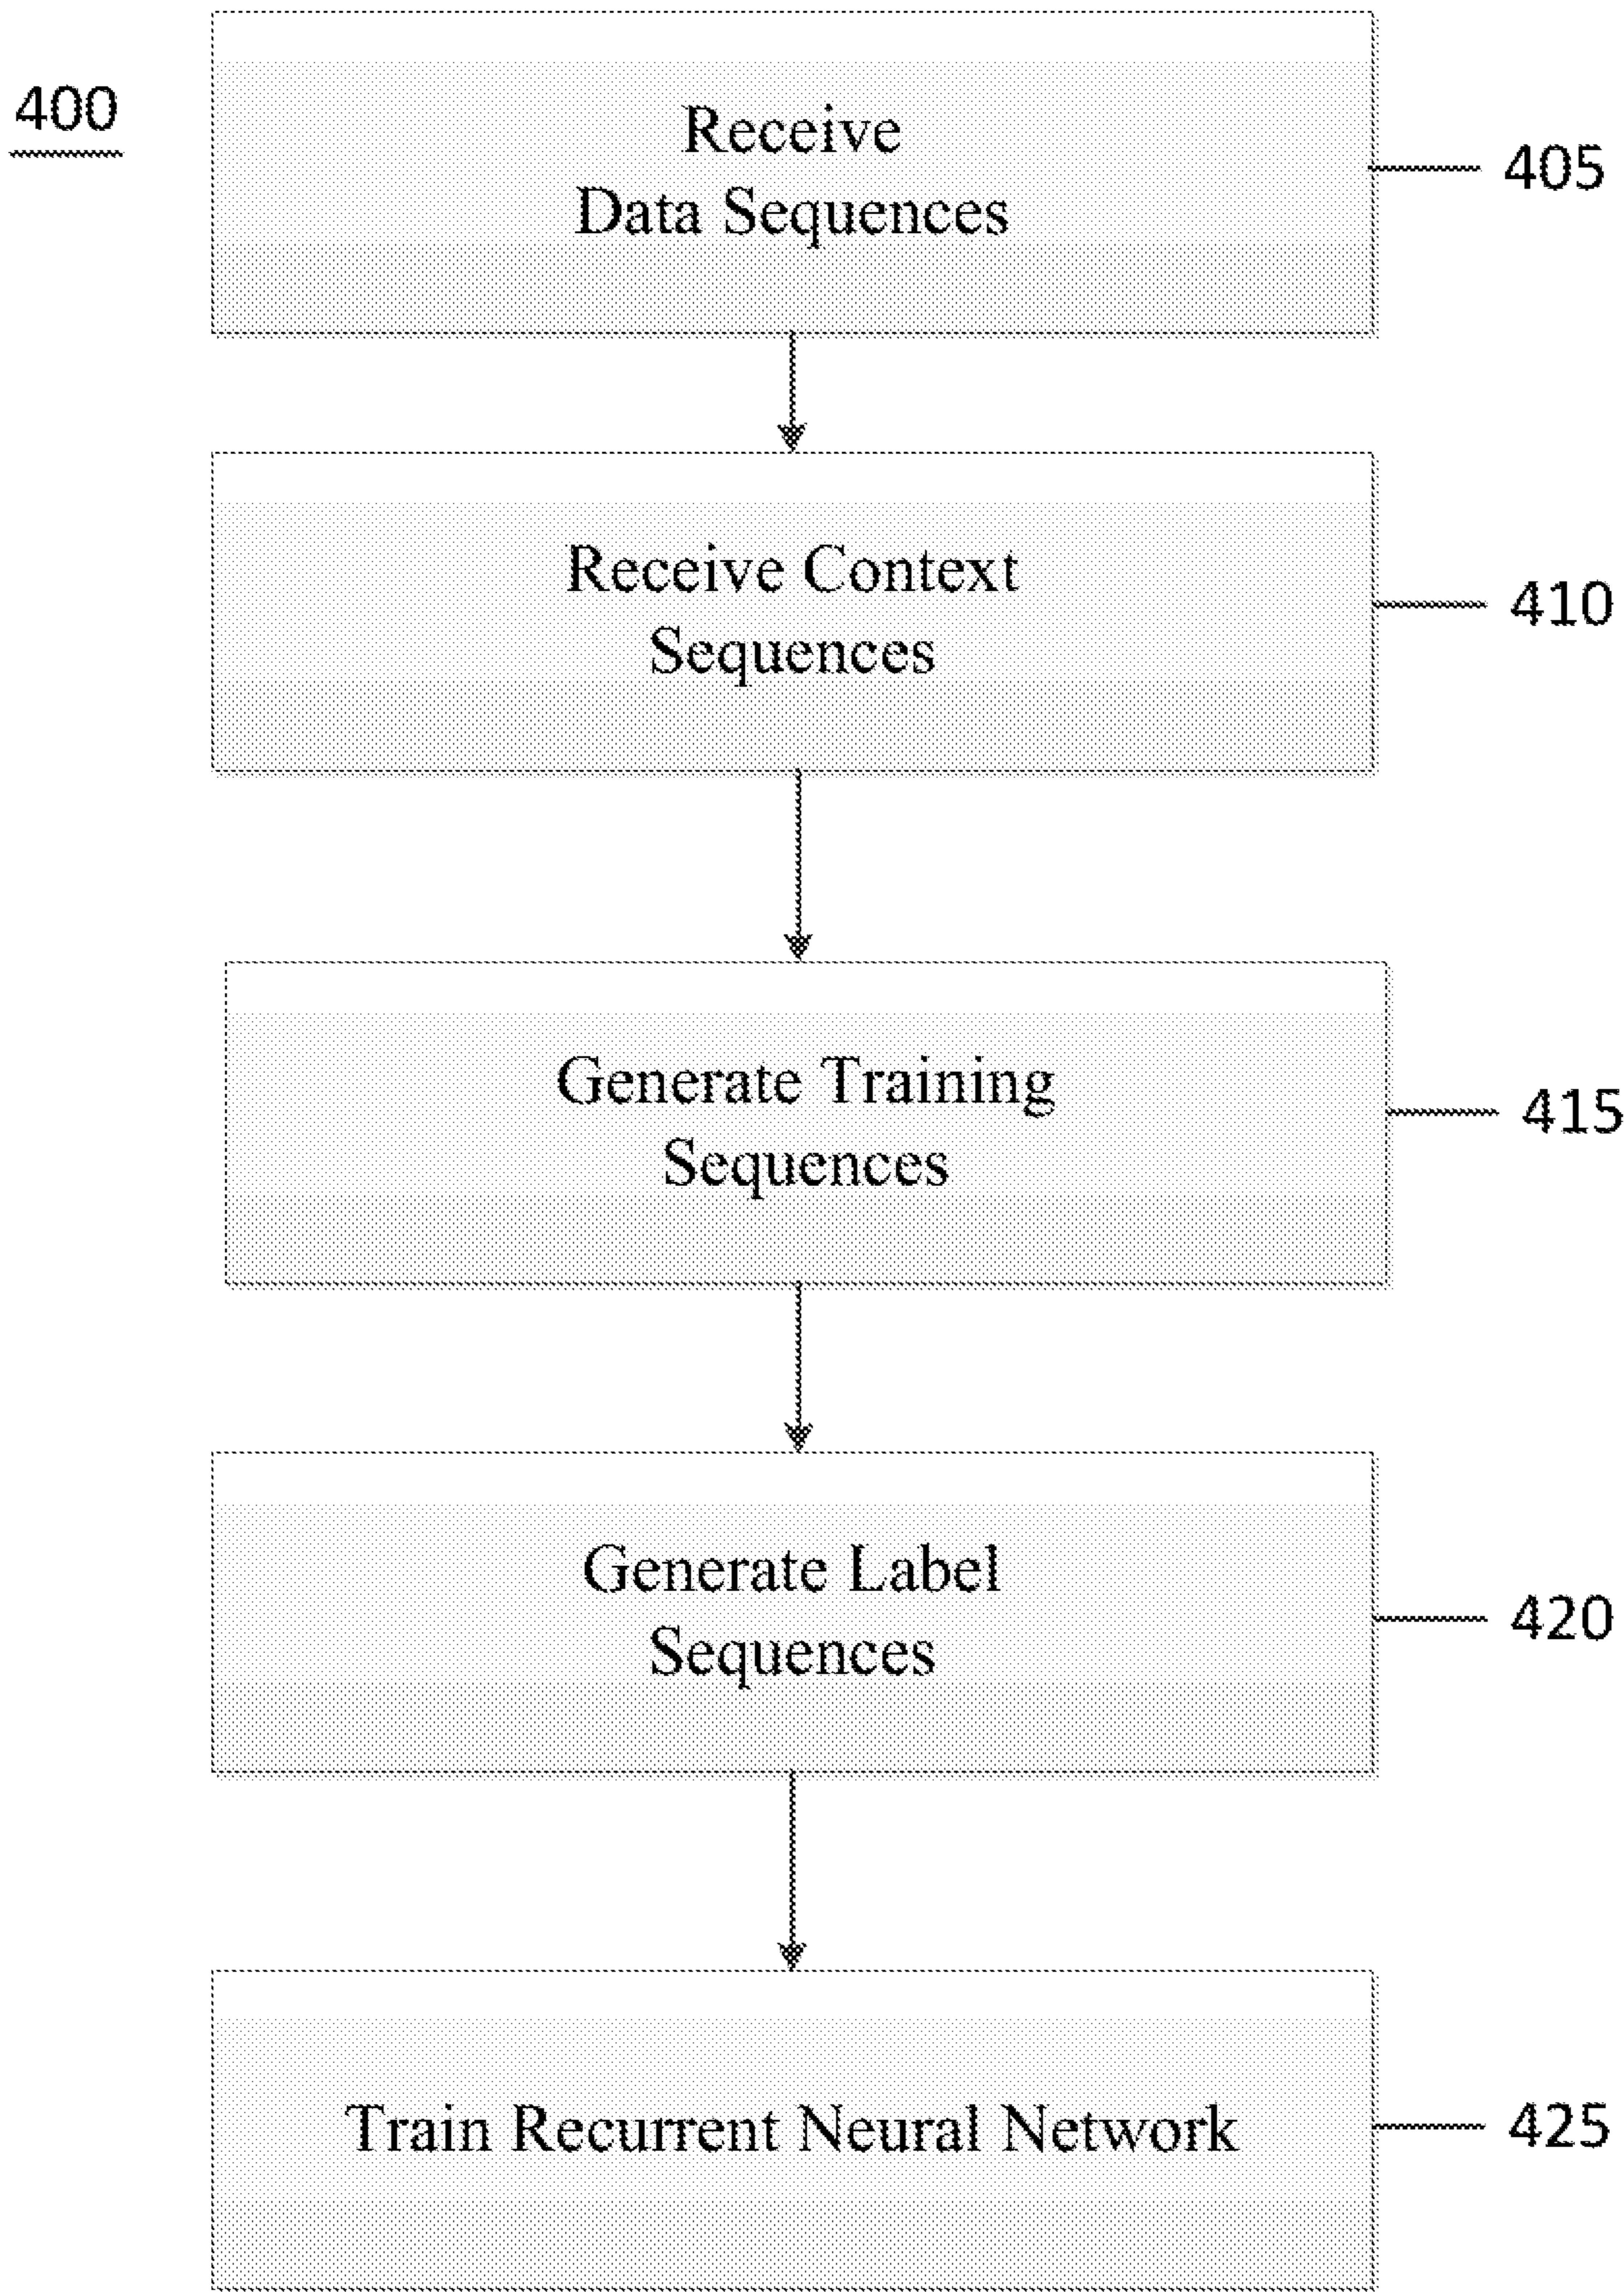 400
Receive
Data Sequences
405
Receive Context
Sequences
410
Generate Training
Sequences
415
Generate Label
Sequences
420
Train Recurrent Neural Network
425